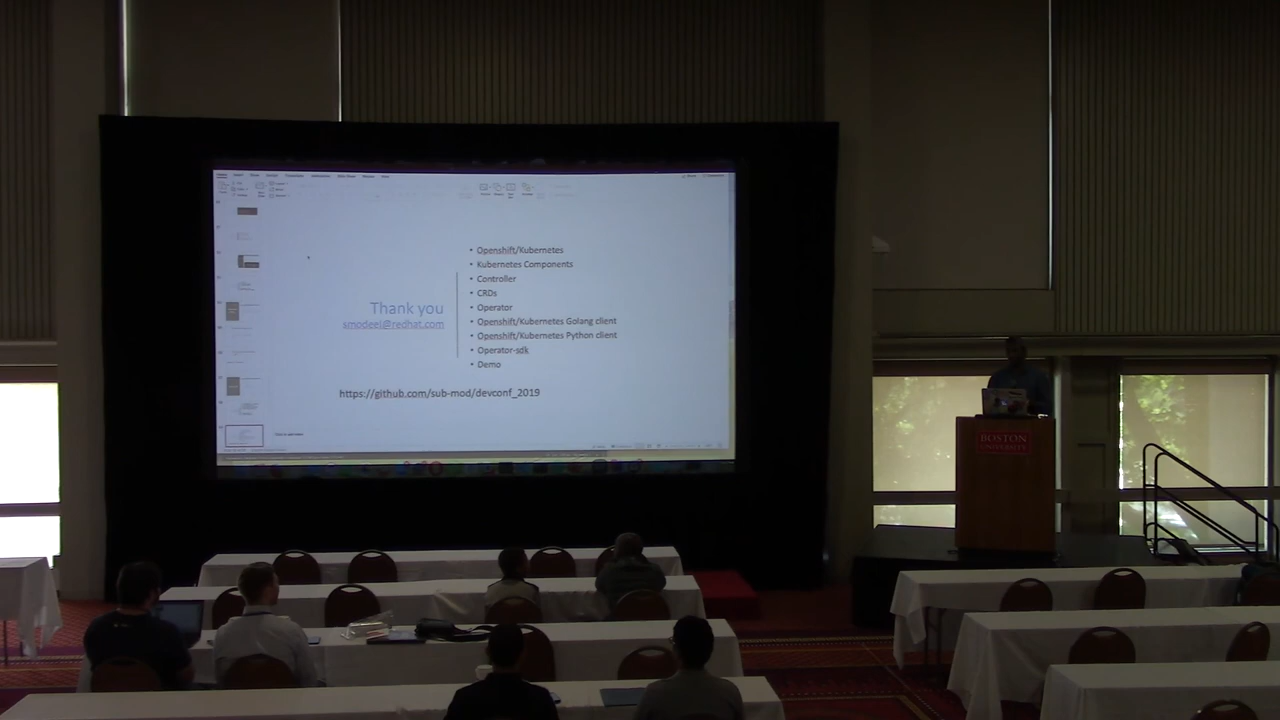 • Openshift/Kubernetes
• Kubernetes Components
• Controller
• CRDs
• Operator
• Openshift/Kubernetes Golang client
• Openshift/Kubernetes Python client
• Operator-sdk
• Demo
Thank you
smodeel@redhat.com
https://github.com/sub-mod/devconf_2019
BOSTON
UNIVERSITY